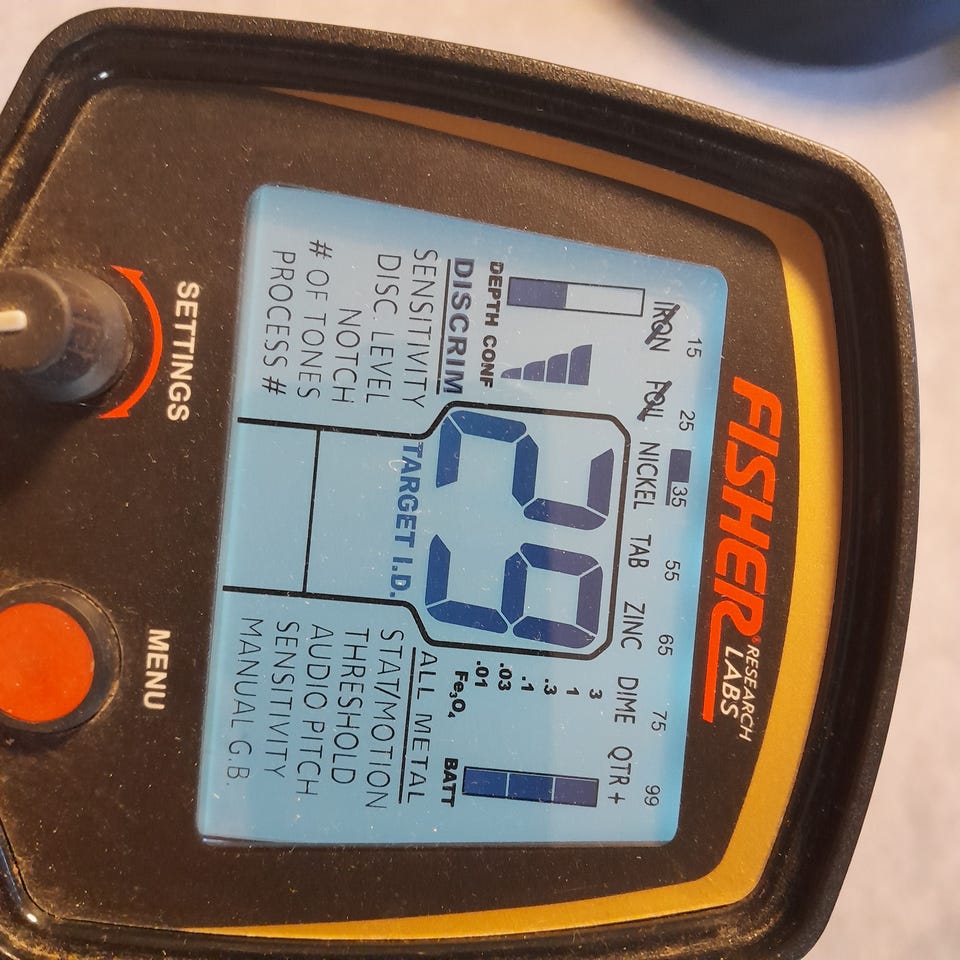 FISHER® RESEARCH
LABS
15 25 35 55 65 75 99
IRON FOIL NICKEL TAB ZINC DIME QTR+
29
TARGET I.D.
DEPTH CONF
DISCRIM
SENSITIVITY
DISC. LEVEL
NOTCH
# OF TONES
PROCESS #
3
1
.3
.1
.03
.01
Fe₃O₄
BATT
ALL METAL
STAT/MOTION
THRESHOLD
AUDIO PITCH
SENSITIVITY
MANUAL G.B.
SETTINGS
MENU